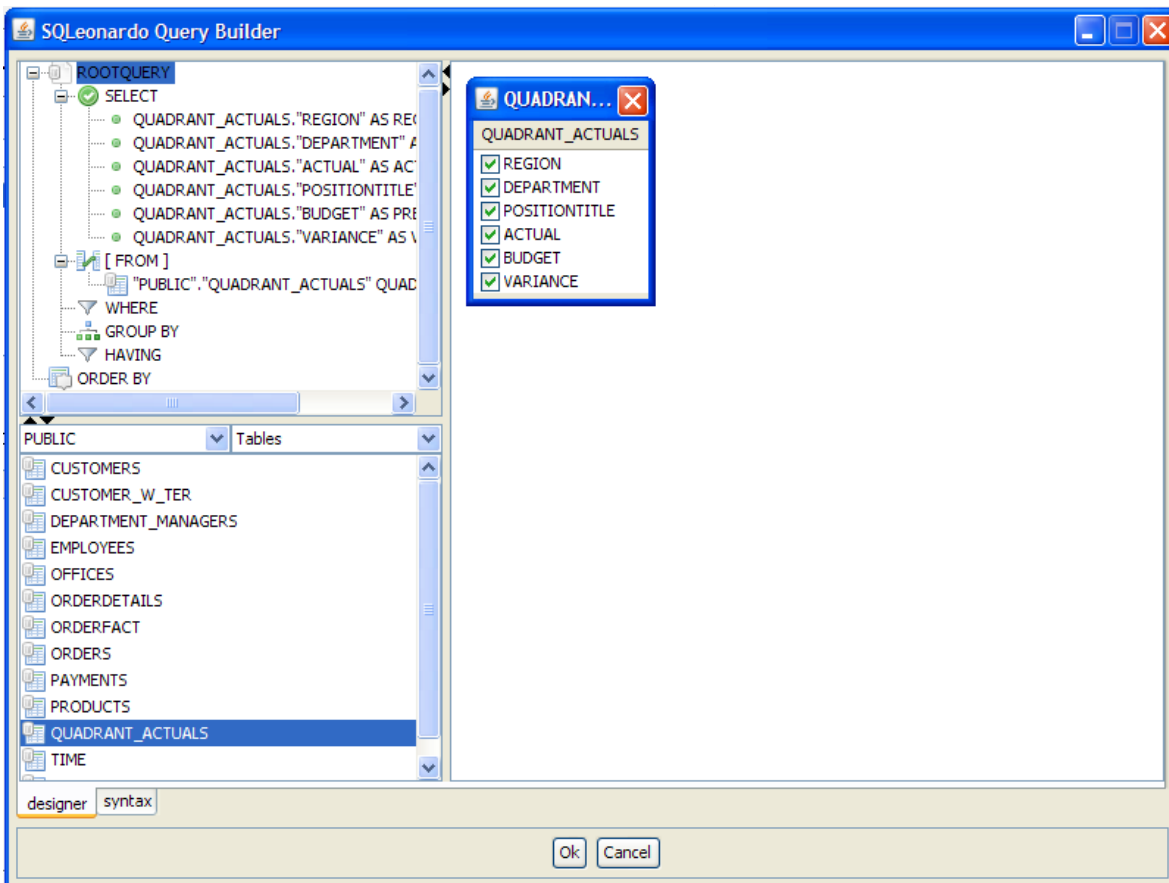 SQLeonardo Query Builder
ROOTQUERY
SELECT
QUADRANT_ACTUALS."REGION" AS REG
QUADRANT_ACTUALS."DEPARTMENT" A
QUADRANT_ACTUALS."ACTUAL" AS AC
QUADRANT_ACTUALS."POSITIONTITLE"
QUADRANT_ACTUALS."BUDGET" AS PRE
QUADRANT_ACTUALS."VARIANCE" AS V
[ FROM ]
"PUBLIC"."QUADRANT_ACTUALS" QUAD
WHERE
GROUP BY
HAVING
ORDER BY
PUBLIC
Tables
CUSTOMERS
CUSTOMER_W_TER
DEPARTMENT_MANAGERS
EMPLOYEES
OFFICES
ORDERDETAILS
ORDERFACT
ORDERS
PAYMENTS
PRODUCTS
QUADRANT_ACTUALS
TIME
designer
syntax
QUADRAN...
QUADRANT_ACTUALS
REGION
DEPARTMENT
POSITIONTITLE
ACTUAL
BUDGET
VARIANCE
Ok
Cancel